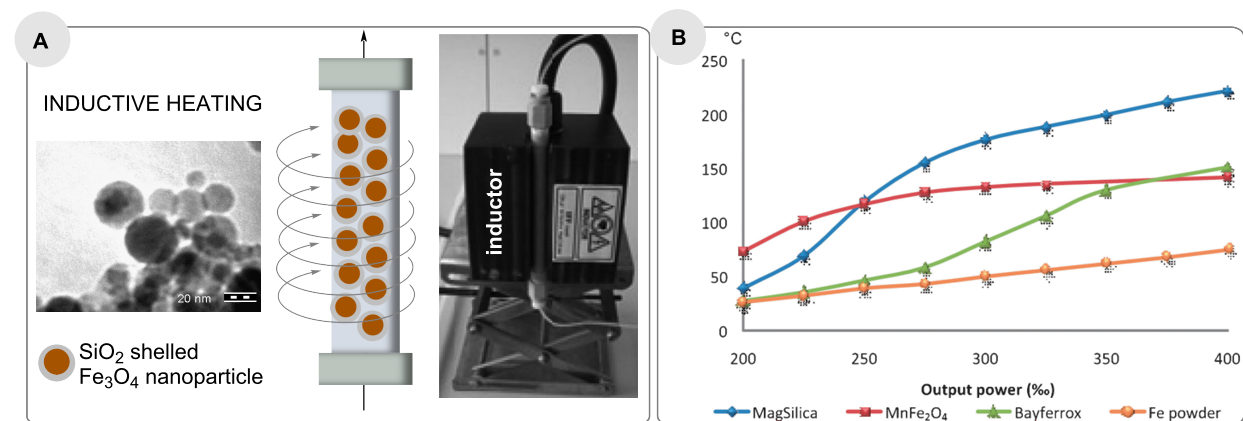 A
INDUCTIVE HEATING
20 nm
SiO₂ shelled
Fe₃O₄ nanoparticle
inductor
B
°C
250
200
150
100
50
0
200 250 300 350 400
Output power (‰)
MagSilica MnFe₂O₄ Bayferrox Fe powder